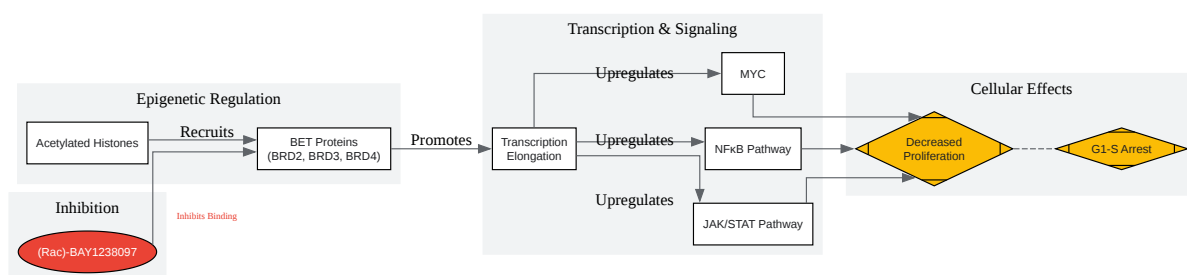 Transcription & Signaling
Upregulates
MYC
Epigenetic Regulation
Cellular Effects
Acetylated Histones
Recruits
BET Proteins
(BRD2, BRD3, BRD4)
Promotes
Transcription
Elongation
Upregulates
NFκB Pathway
Decreased
Proliferation
G1-S Arrest
Inhibition
Inhibits Binding
Upregulates
JAK/STAT Pathway
(Rac)-BAY1238097